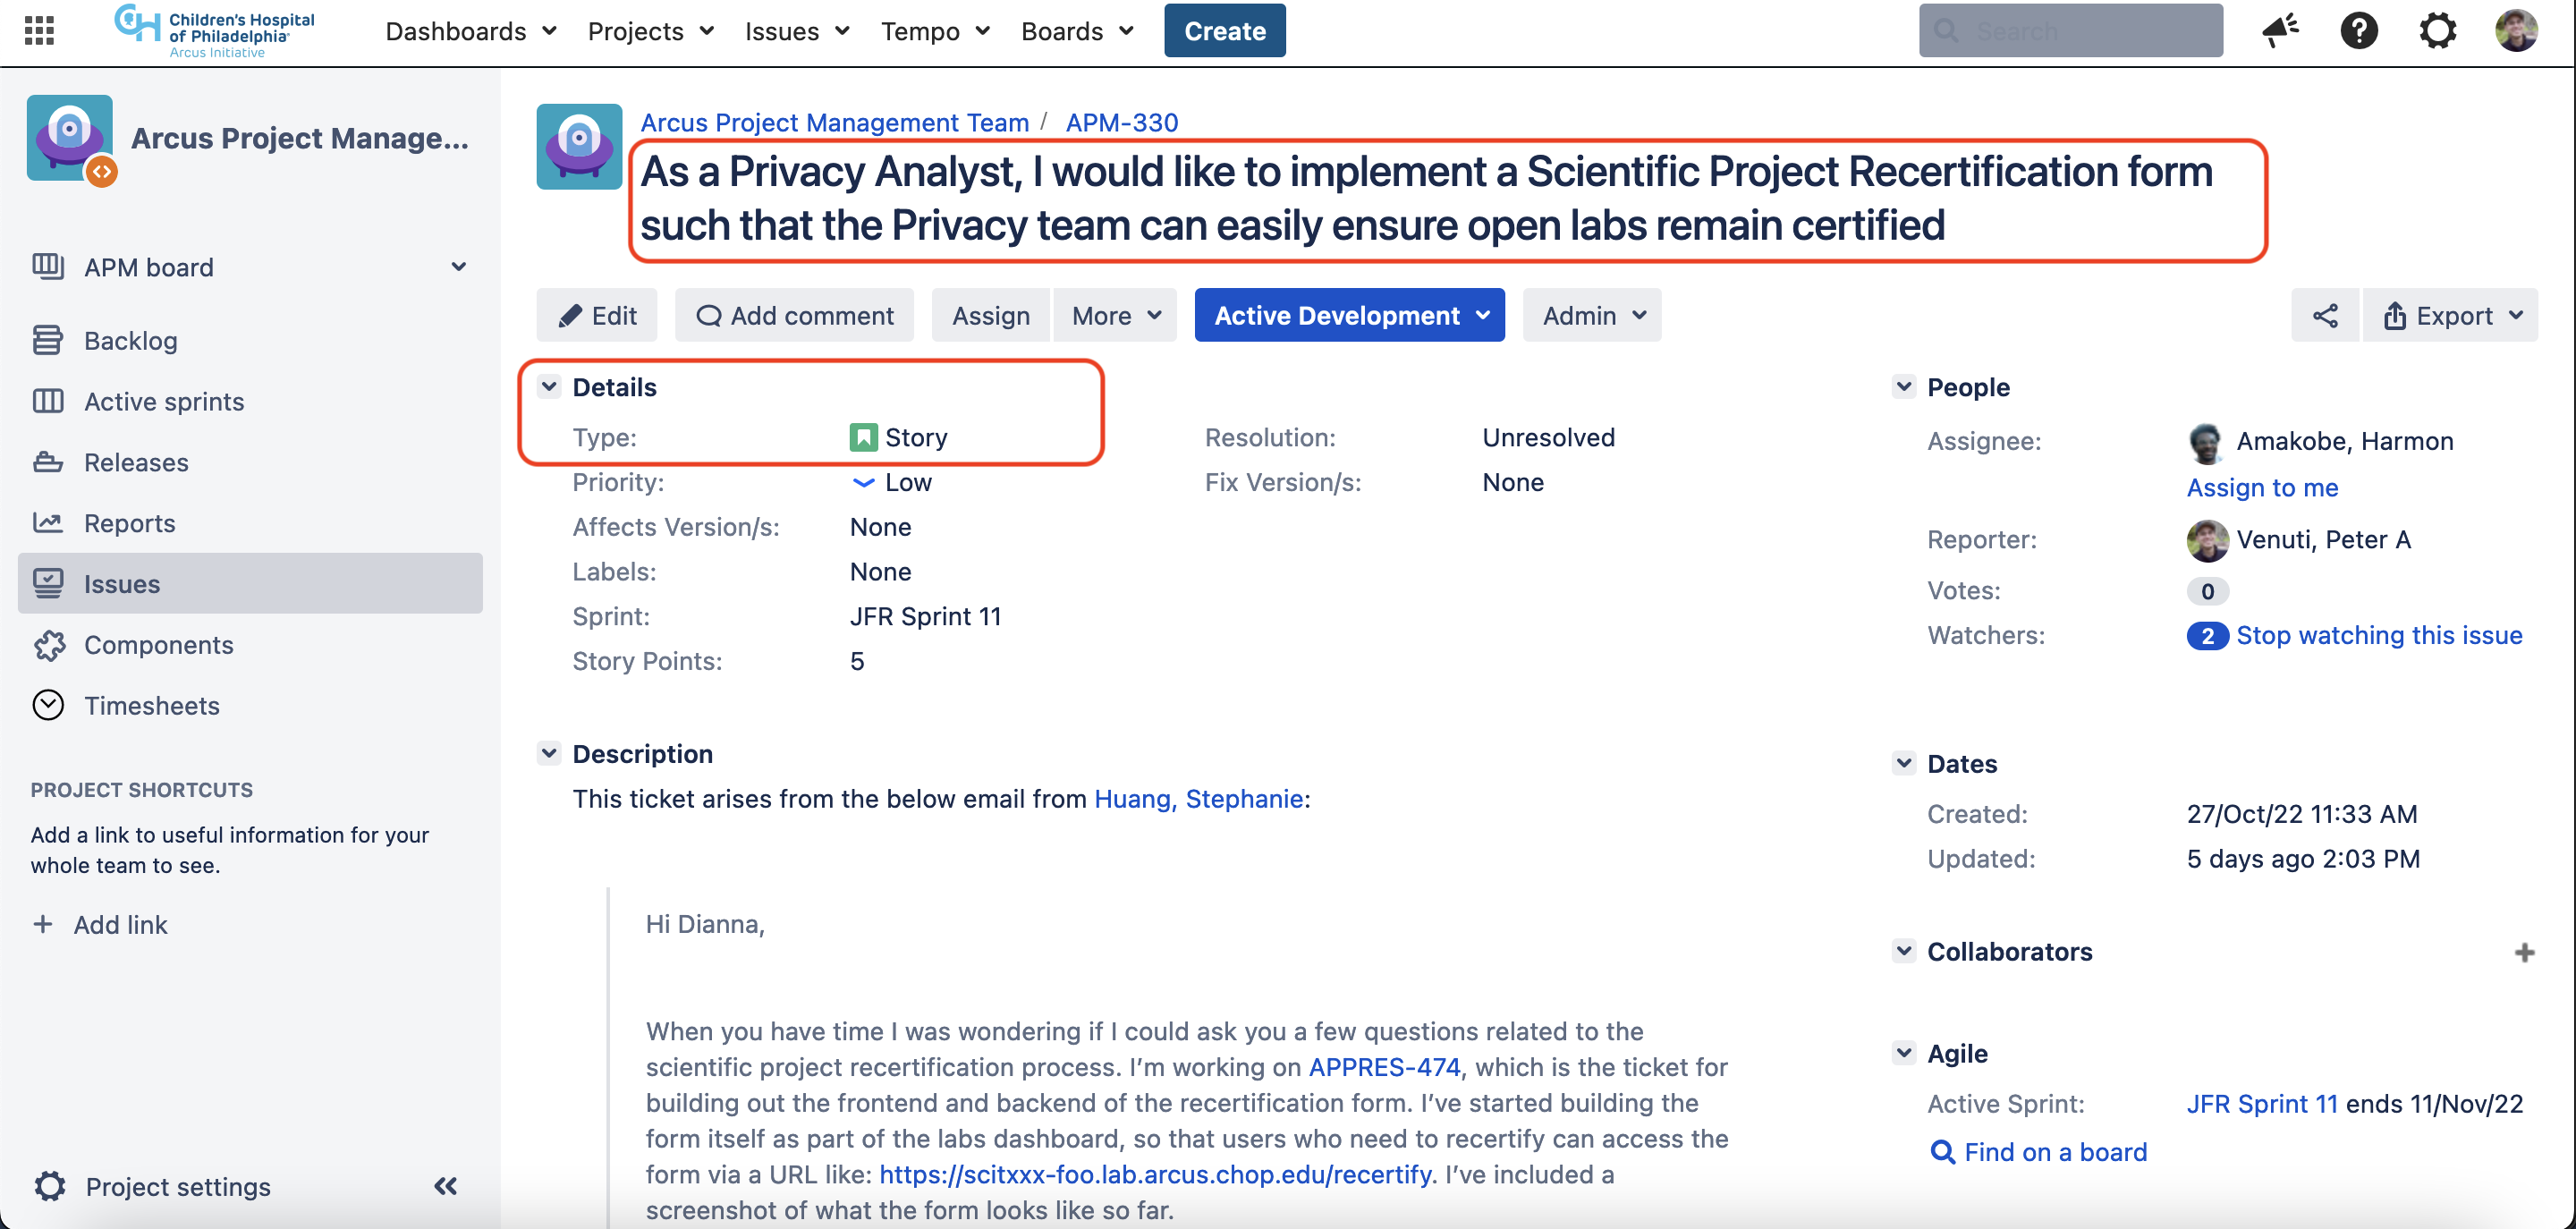 Children's Hospital
of Philadelphia
Arcus Initiative
Dashboards
Projects
Issues
Tempo
Boards
Create
Search
Arcus Project Manage...
APM board
Backlog
Active sprints
Releases
Reports
Issues
Components
Timesheets
PROJECT SHORTCUTS
Add a link to useful information for your
whole team to see.
+ Add link
Project settings
Arcus Project Management Team / APM-330
As a Privacy Analyst, I would like to implement a Scientific Project Recertification form
such that the Privacy team can easily ensure open labs remain certified
Edit
Add comment
Assign
More
Active Development
Admin
Export
Details
Type: Story
Priority: Low
Affects Version/s: None
Labels: None
Sprint: JFR Sprint 11
Story Points: 5
Resolution: Unresolved
Fix Version/s: None
Description
This ticket arises from the below email from Huang, Stephanie:
Hi Dianna,
When you have time I was wondering if I could ask you a few questions related to the
scientific project recertification process. I'm working on APPRES-474, which is the ticket for
building out the frontend and backend of the recertification form. I've started building the
form itself as part of the labs dashboard, so that users who need to recertify can access the
form via a URL like: https://scitxxx-foo.lab.arcus.chop.edu/recertify. I've included a
screenshot of what the form looks like so far.
People
Assignee: Amakobe, Harmon
Assign to me
Reporter: Venuti, Peter A
Votes: 0
Watchers: 2 Stop watching this issue
Dates
Created: 27/Oct/22 11:33 AM
Updated: 5 days ago 2:03 PM
Collaborators
Agile
Active Sprint: JFR Sprint 11 ends 11/Nov/22
Find on a board